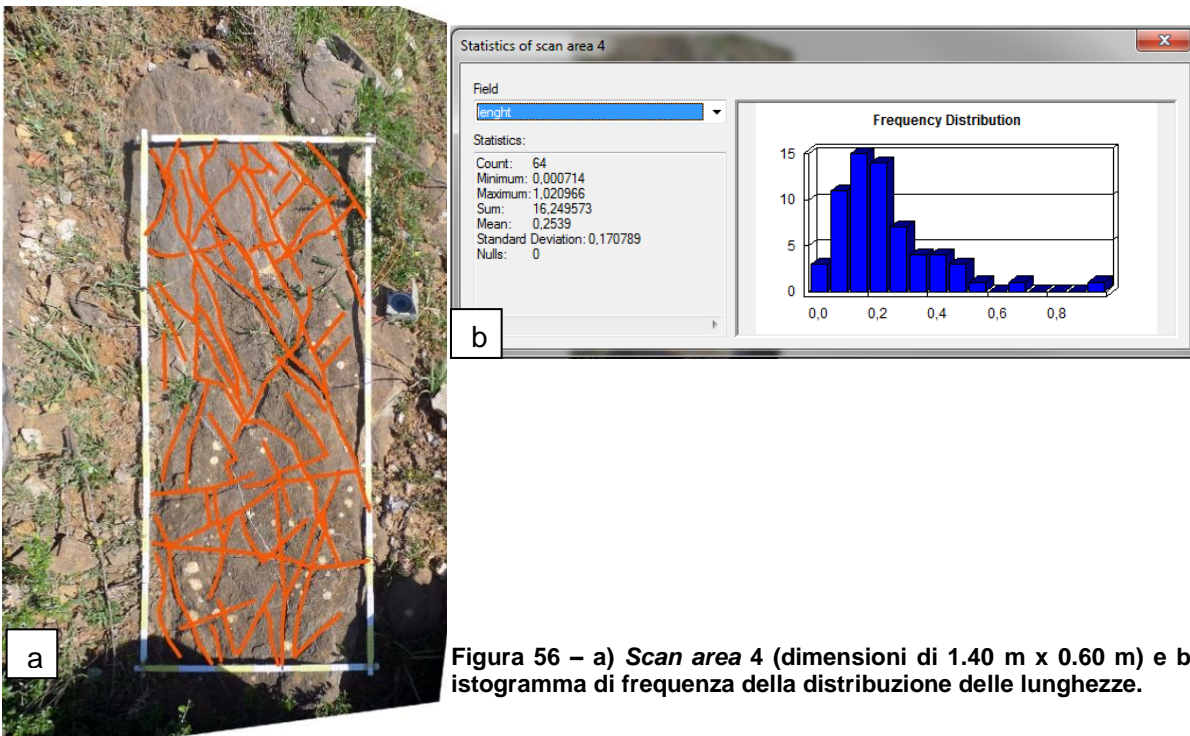 Statistics of scan area 4
Field
lenght
Statistics:
Count: 64
Minimum: 0,000714
Maximum: 1,020966
Sum: 16,249573
Mean: 0,2539
Standard Deviation: 0,170789
Nulls: 0
Frequency Distribution
15
10
5
0
0,0 0,2 0,4 0,6 0,8
b
a
Figura 56 – a) Scan area 4 (dimensioni di 1.40 m x 0.60 m) e b
istogramma di frequenza della distribuzione delle lunghezze.